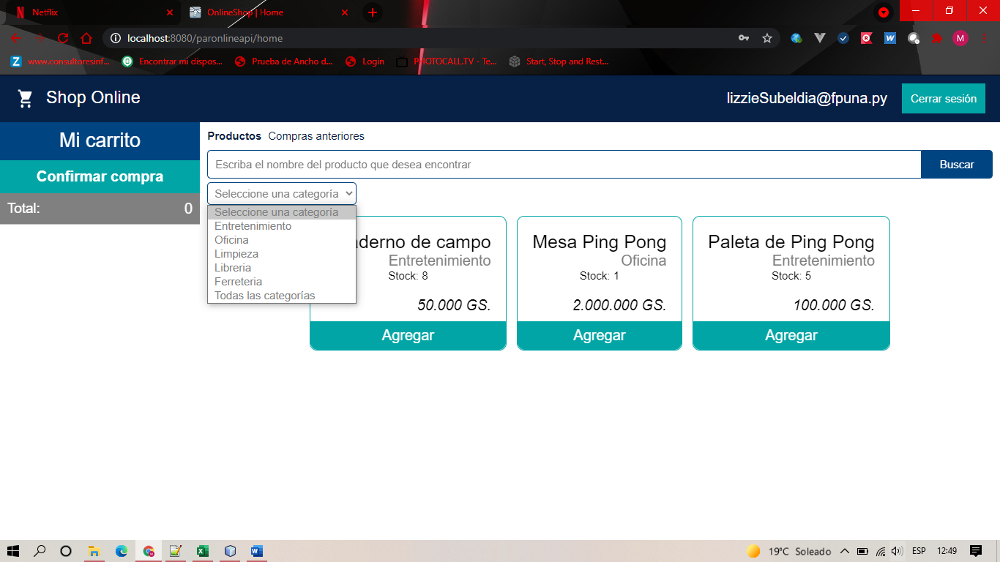 Netflix
OnlineShop | Home
localhost:8080/paronlineapi/home
www.consultoresinf...
Encontrar mi dispos...
Prueba de Ancho d...
Login
PHOTOCALL.TV - Te...
Start, Stop and Rest...
Shop Online
lizzieSubeldia@fpuna.py
Cerrar sesión
Mi carrito
Confirmar compra
Total: 0
Productos Compras anteriores
Escriba el nombre del producto que desea encontrar
Buscar
Seleccione una categoría
Seleccione una categoría
Entretenimiento
Oficina
Limpieza
Libreria
Ferreteria
Todas las categorías
aderno de campo
Entretenimiento
Stock: 8
50.000 GS.
Agregar
Mesa Ping Pong
Oficina
Stock: 1
2.000.000 GS.
Agregar
Paleta de Ping Pong
Entretenimiento
Stock: 5
100.000 GS.
Agregar
19°C Soleado
ESP
12:49